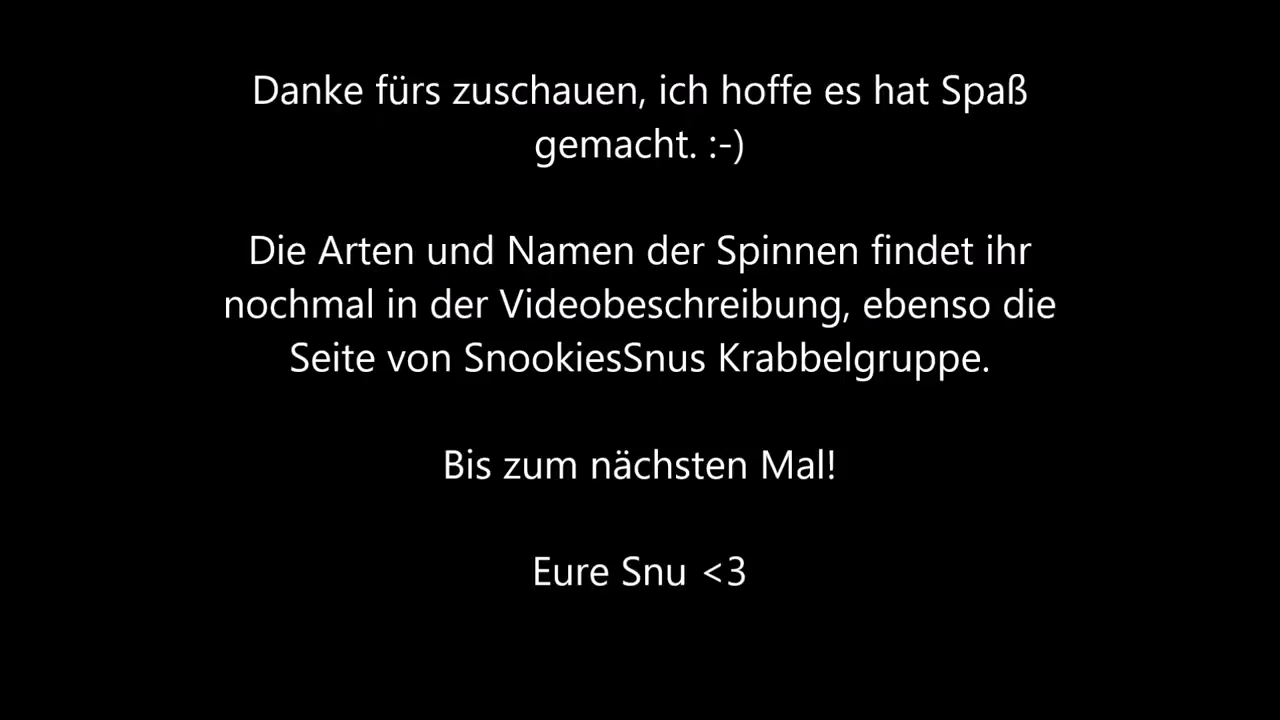 Danke fürs zuschauen, ich hoffe es hat Spaß
gemacht. :-)
Die Arten und Namen der Spinnen findet ihr
nochmal in der Videobeschreibung, ebenso die
Seite von SnookiesSnus Krabbelgruppe.
Bis zum nächsten Mal!
Eure Snu <3